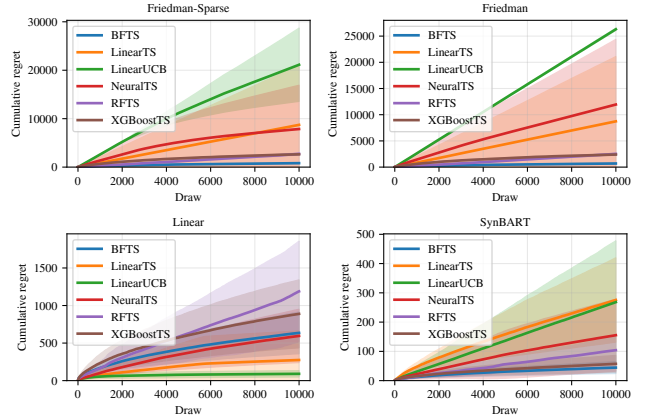 Friedman-Sparse
Cumulative regret
30000
20000
10000
0
BFTS
LinearTS
LinearUCB
NeuralTS
RFTS
XGBoostTS
0 2000 4000 6000 8000 10000
Draw
Friedman
Cumulative regret
25000
20000
15000
10000
5000
0
BFTS
LinearTS
LinearUCB
NeuralTS
RFTS
XGBoostTS
0 2000 4000 6000 8000 10000
Draw
Linear
Cumulative regret
1500
1000
500
0
BFTS
LinearTS
LinearUCB
NeuralTS
RFTS
XGBoostTS
0 2000 4000 6000 8000 10000
Draw
SynBART
Cumulative regret
500
400
300
200
100
0
BFTS
LinearTS
LinearUCB
NeuralTS
RFTS
XGBoostTS
0 2000 4000 6000 8000 10000
Draw